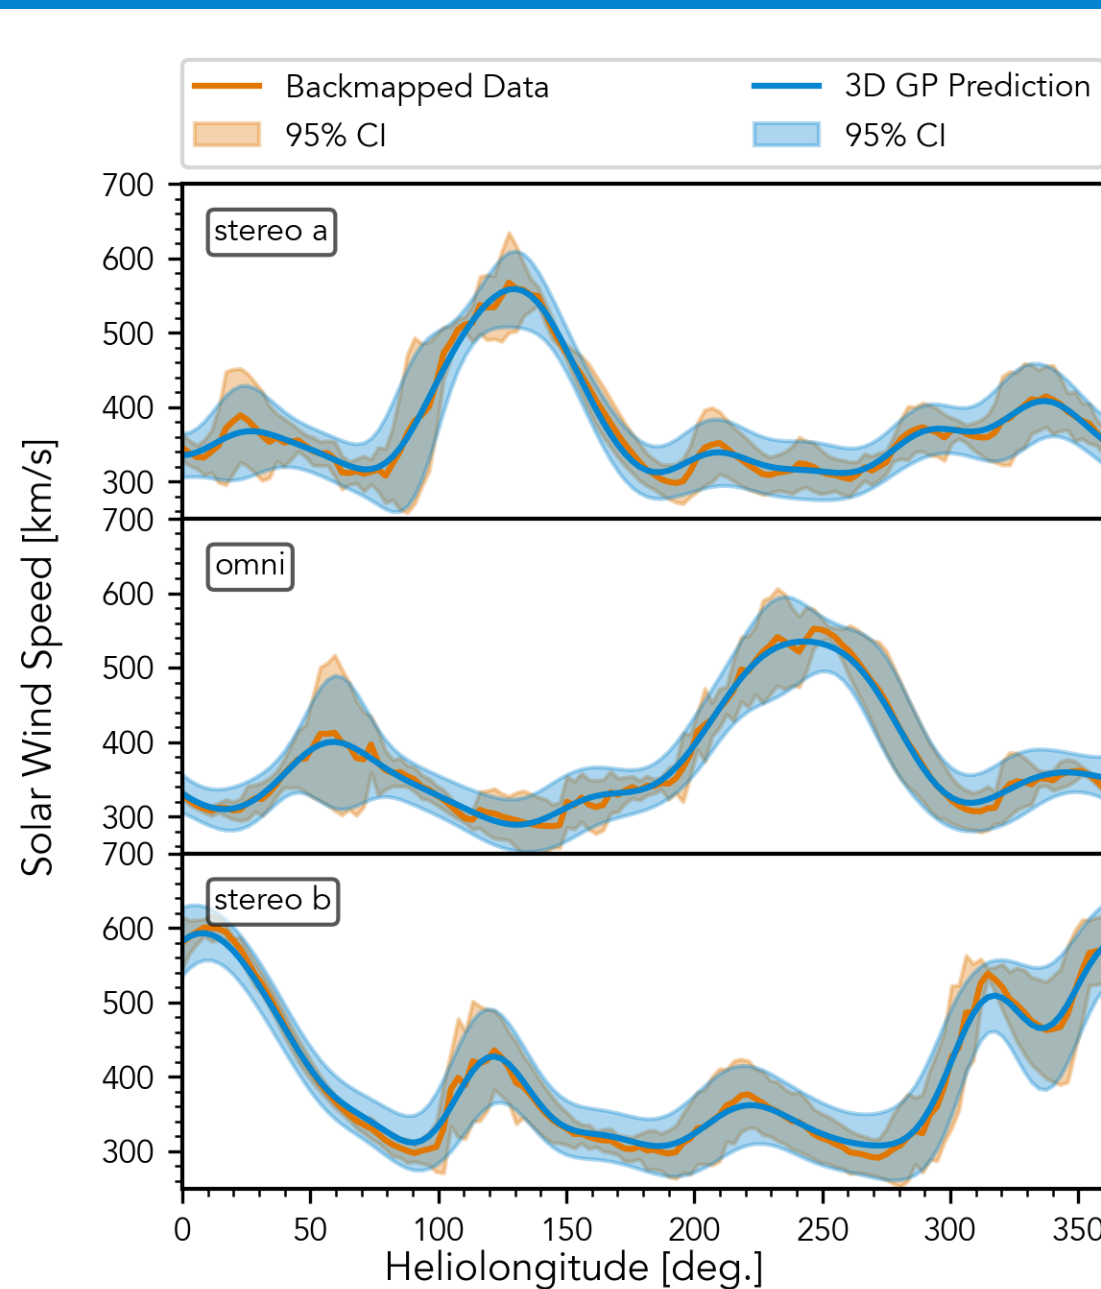 Backmapped Data 3D GP Prediction
95% CI 95% CI
700
stereo a
600
500
400
300
700
omni
600
500
400
300
700
stereo b
600
500
400
300
0 50 100 150 200 250 300 350
Heliolongitude [deg.]
Solar Wind Speed [km/s]